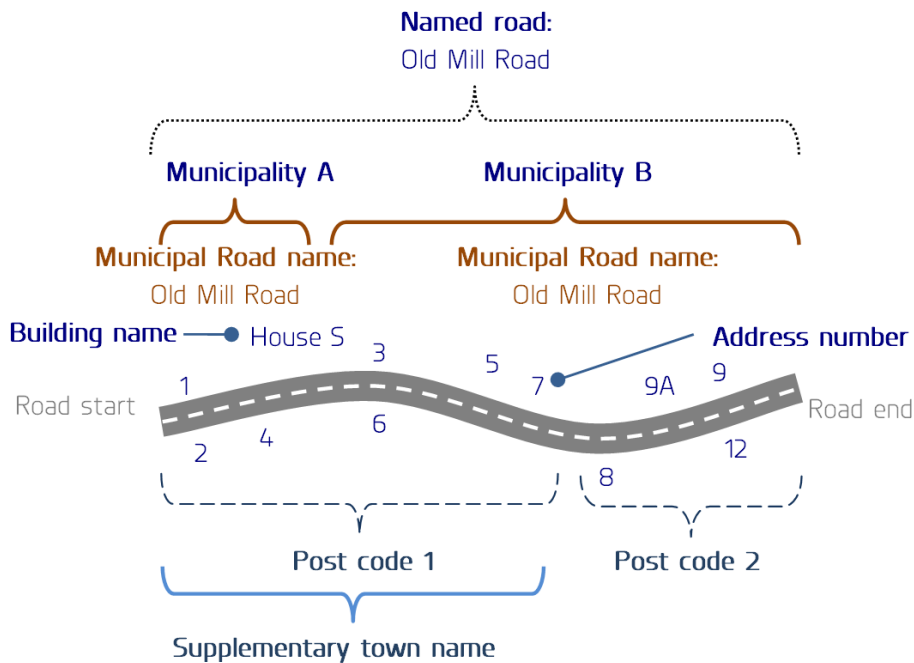 Named road:
Old Mill Road
Municipality A
Municipality B
Municipal Road name:
Old Mill Road
Municipal Road name:
Old Mill Road
Building name
House S
Address number
3
5
7
9A
9
1
Road start
Road end
2
4
6
8
12
Post code 1
Post code 2
Supplementary town name